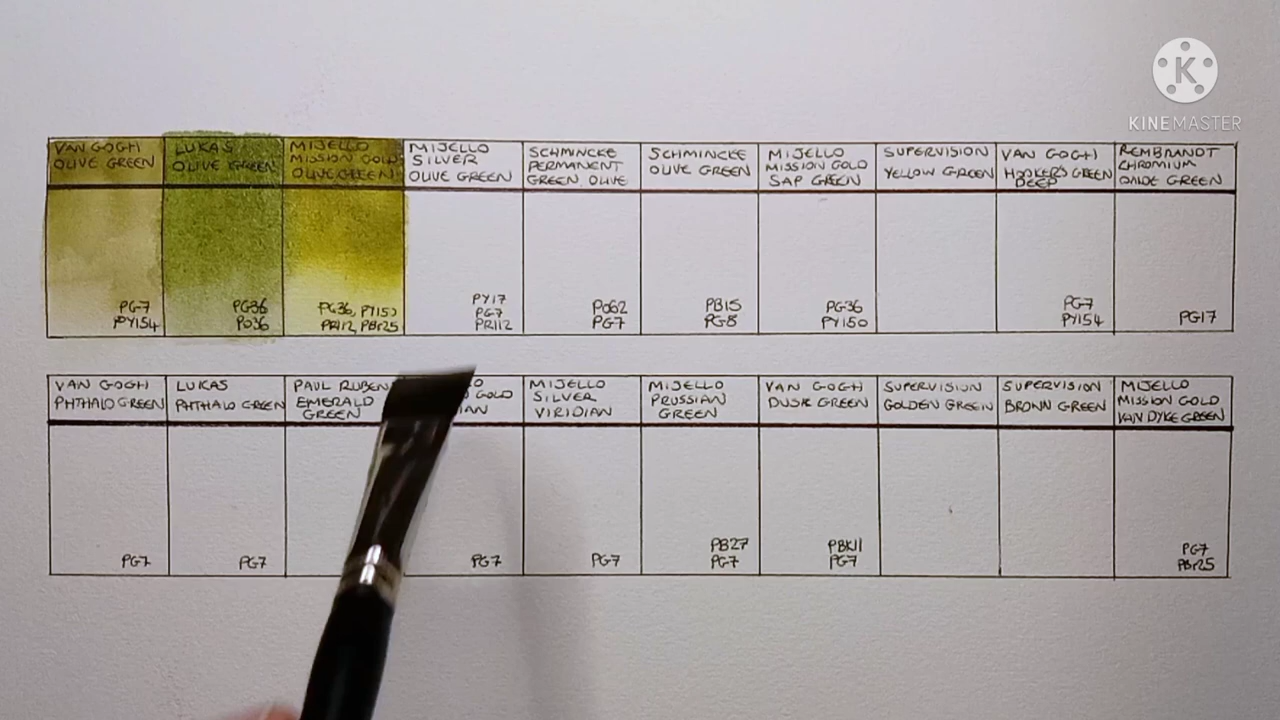 KINEMASTER
VAN GOGH
OLIVE GREEN
PG7
PY154
LUKAS
OLIVE GREEN
PG36
PO36
MIJELLO
MISSION GOLD
OLIVE GREEN
PG36, PY150
PR112, PBr25
MIJELLO
SILVER
OLIVE GREEN
PY17
PG7
PR112
SCHMINCKE
PERMANENT
GREEN OLIVE
PO62
PG7
SCHMINCKE
OLIVE GREEN
PB15
PG8
MIJELLO
MISSION GOLD
SAP GREEN
PG36
PY150
SUPERVISION
YELLOW GREEN
VAN GOGH
HOOKERS GREEN
DEEP
PG7
PY154
REMBRANDT
CHROMIUM
OXIDE GREEN
PG17
VAN GOGH
PHTHALO GREEN
PG7
LUKAS
PHTHALO GREEN
PG7
PAUL RUBEN
EMERALD
GREEN
GOLD
PG7
MIJELLO
SILVER
VIRIDIAN
PG7
MIJELLO
PRUSSIAN
GREEN
PB27
PG7
VAN GOGH
DUSK GREEN
PBK11
PG7
SUPERVISION
GOLDEN GREEN
SUPERVISION
BROWN GREEN
MIJELLO
MISSION GOLD
VAN DYKE GREEN
PG7
PBr25